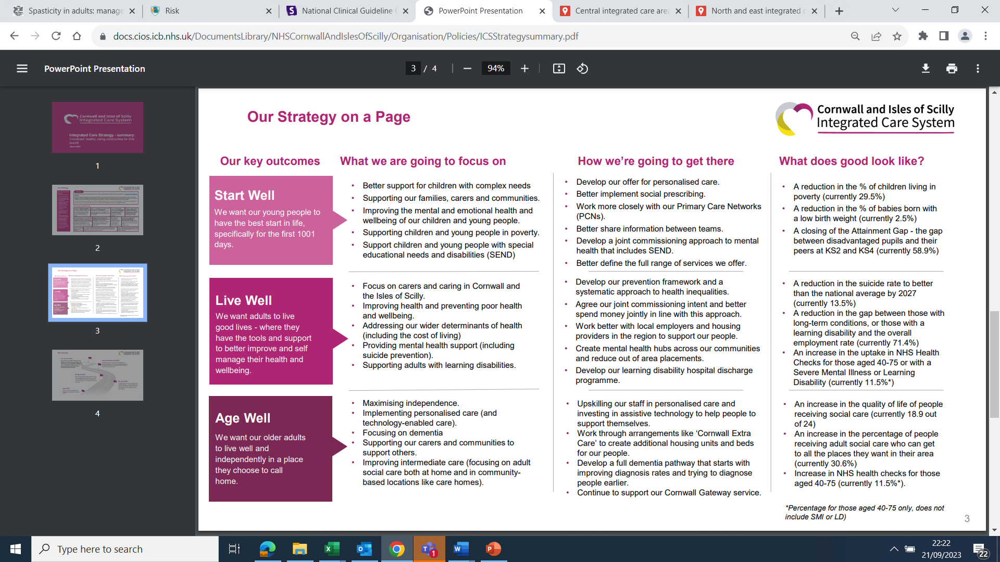 Spasticity in adults: manage
Risk
National Clinical Guideline f
PowerPoint Presentation
Central integrated care area
North and east integrated c
docs.cios.icb.nhs.uk/DocumentsLibrary/NHSCornwallAndIslesOfScilly/Organisation/Policies/ICSStrategysummary.pdf
PowerPoint Presentation
3 / 4
94%
Cornwall and Isles of Scilly
Integrated Care System
Integrated Care Strategy - summary:
Connected, healthy, caring communities for One
and All
1
2
3
4
Our Strategy on a Page
Cornwall and Isles of Scilly
Integrated Care System
Our key outcomes
What we are going to focus on
How we're going to get there
What does good look like?
Start Well
We want our young people to
have the best start in life,
specifically for the first 1001
days.
• Better support for children with complex needs
• Supporting our families, carers and communities.
• Improving the mental and emotional health and
wellbeing of our children and young people.
• Supporting children and young people in poverty.
• Support children and young people with special
educational needs and disabilities (SEND)
• Develop our offer for personalised care.
• Better implement social prescribing.
• Work more closely with our Primary Care Networks
(PCNs).
• Better share information between teams.
• Develop a joint commissioning approach to mental
health that includes SEND.
• Better define the full range of services we offer.
• A reduction in the % of children living in
poverty (currently 29.5%)
• A reduction in the % of babies born with
a low birth weight (currently 2.5%)
• A closing of the Attainment Gap - the gap
between disadvantaged pupils and their
peers at KS2 and KS4 (currently 58.9%)
Live Well
We want adults to live
good lives - where they
have the tools and support
to better improve and self
manage their health and
wellbeing.
• Focus on carers and caring in Cornwall and
the Isles of Scilly.
• Improving health and preventing poor health
and wellbeing.
• Addressing our wider determinants of health
(including the cost of living)
• Providing mental health support (including
suicide prevention).
• Supporting adults with learning disabilities.
• Develop our prevention framework and a
systematic approach to health inequalities.
• Agree our joint commissioning intent and better
spend money jointly in line with this approach.
• Work better with local employers and housing
providers in the region to support our people.
• Create mental health hubs across our communities
and reduce out of area placements.
• Develop our learning disability hospital discharge
programme.
• A reduction in the suicide rate to better
than the national average by 2027
(currently 13.5%)
• A reduction in the gap between those with
long-term conditions, or those with a
learning disability and the overall
employment rate (currently 71.4%)
• An increase in the uptake in NHS Health
Checks for those aged 40-75 or with a
Severe Mental Illness or Learning
Disability (currently 11.5%*)
Age Well
We want our older adults
to live well and
independently in a place
they choose to call
home.
• Maximising independence.
• Implementing personalised care (and
technology-enabled care).
• Focusing on dementia
• Supporting our carers and communities to
support others.
• Improving intermediate care (focusing on adult
social care both at home and in community-
based locations like care homes).
• Upskilling our staff in personalised care and
investing in assistive technology to help people to
support themselves.
• Work through arrangements like ‘Cornwall Extra
Care’ to create additional housing units and beds
for our people.
• Develop a full dementia pathway that starts with
improving diagnosis rates and trying to diagnose
people earlier.
• Continue to support our Cornwall Gateway service.
• An increase in the quality of life of people
receiving social care (currently 18.9 out
of 24)
• An increase in the percentage of people
receiving adult social care who can get
to all the places they want in their area
(currently 30.6%)
• Increase in NHS health checks for those
aged 40-75 (currently 11.5%*).
*Percentage for those aged 40-75 only, does not
include SMI or LD)
3
Type here to search
1
22:22
21/09/2023
22